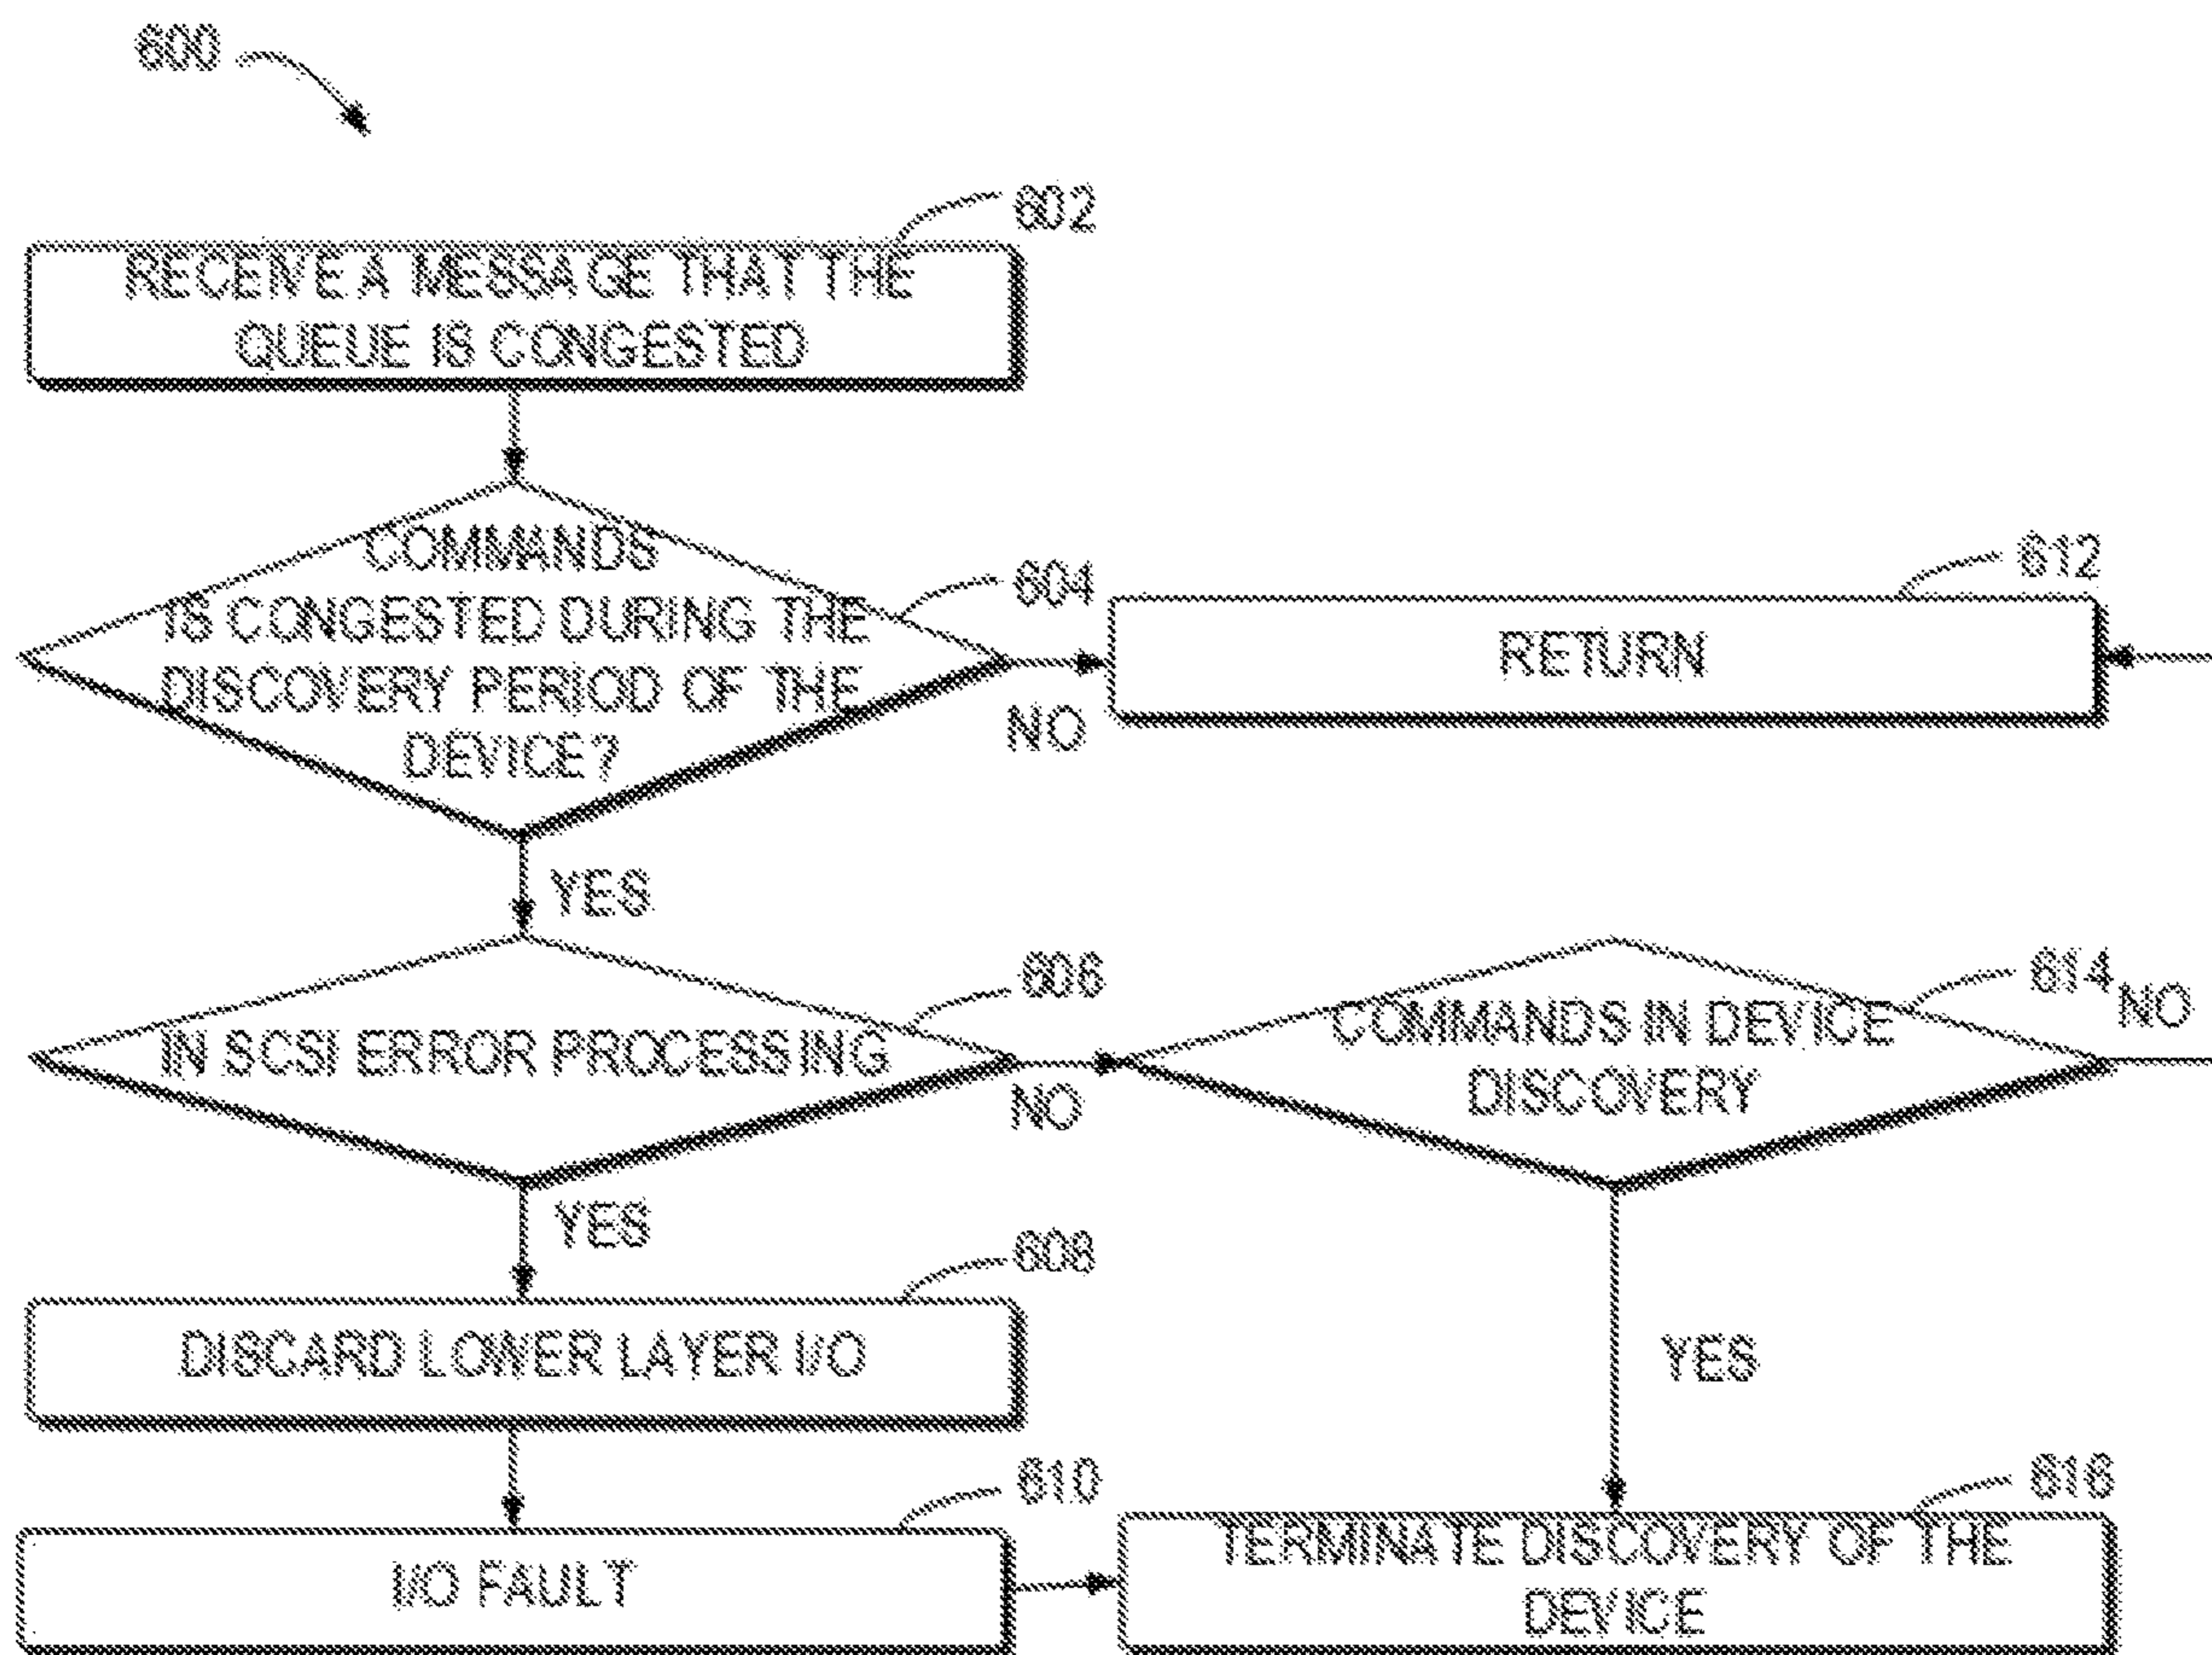 600
602
RECEIVE A MESSAGE THAT THE
QUEUE IS CONGESTED
COMMANDS
IS CONGESTED DURING THE
DISCOVERY PERIOD OF THE
DEVICE?
604
NO
612
RETURN
YES
606
IN SCSI ERROR PROCESSING
NO
614
NO
COMMANDS IN DEVICE
DISCOVERY
YES
608
DISCARD LOWER LAYER I/O
YES
610
I/O FAULT
616
TERMINATE DISCOVERY OF THE
DEVICE